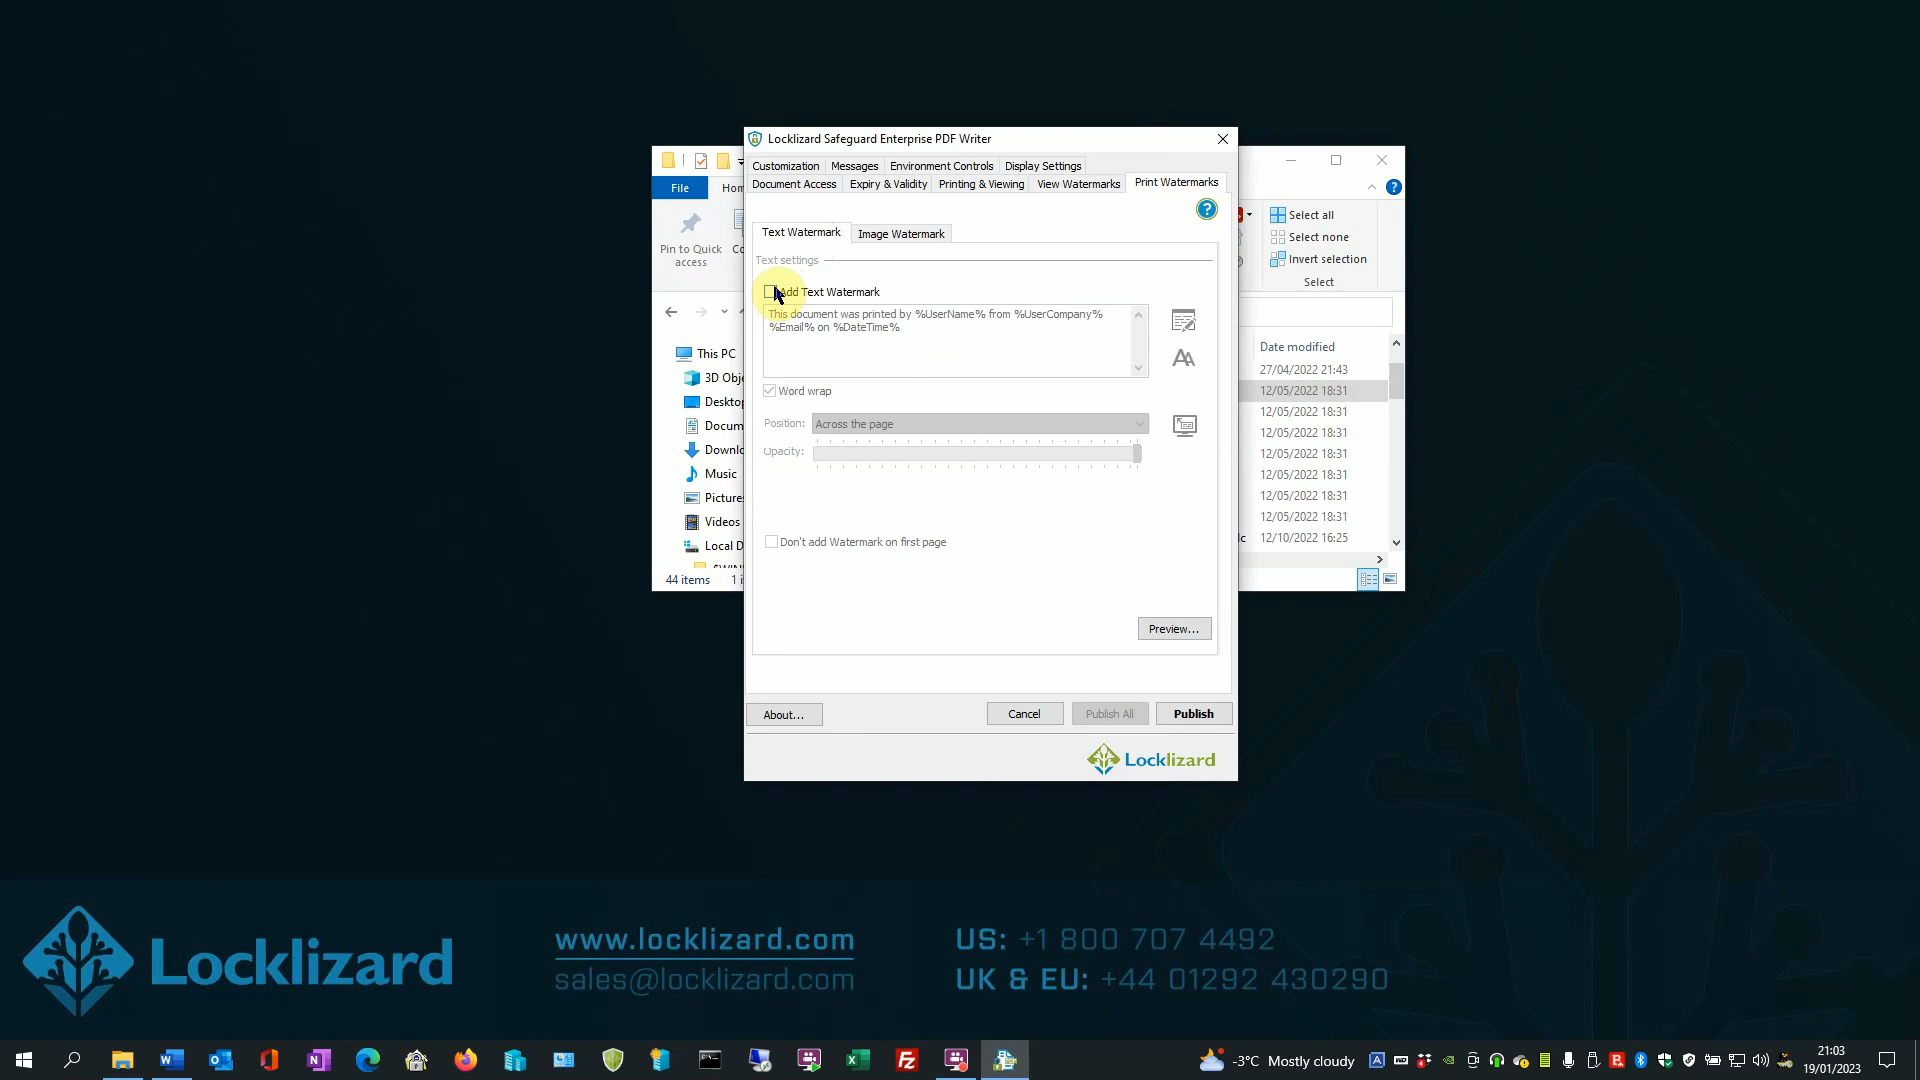 Locklizard Safeguard Enterprise PDF Writer
Customization
Messages
Environment Controls
Display Settings
Document Access
Expiry & Validity
Printing & Viewing
View Watermarks
Print Watermarks
Text Watermark
Image Watermark
Text settings
Add Text Watermark
This document was printed by %UserName% from %UserCompany%
%Email% on %DateTime%
Word wrap
Position:
Across the page
Opacity:
Don't add Watermark on first page
Preview...
About...
Cancel
Publish All
Publish
Locklizard
File
Pin to Quick
access
Select all
Select none
Invert selection
Select
This PC
Music
Videos
44 items
Date modified
27/04/2022 21:43
12/05/2022 18:31
12/05/2022 18:31
12/05/2022 18:31
12/05/2022 18:31
12/05/2022 18:31
12/05/2022 18:31
12/05/2022 18:31
12/10/2022 16:25
Locklizard
www.locklizard.com
sales@locklizard.com
US: +1 800 707 4492
UK & EU: +44 01292 430290
-3°C Mostly cloudy
21:03
19/01/2023